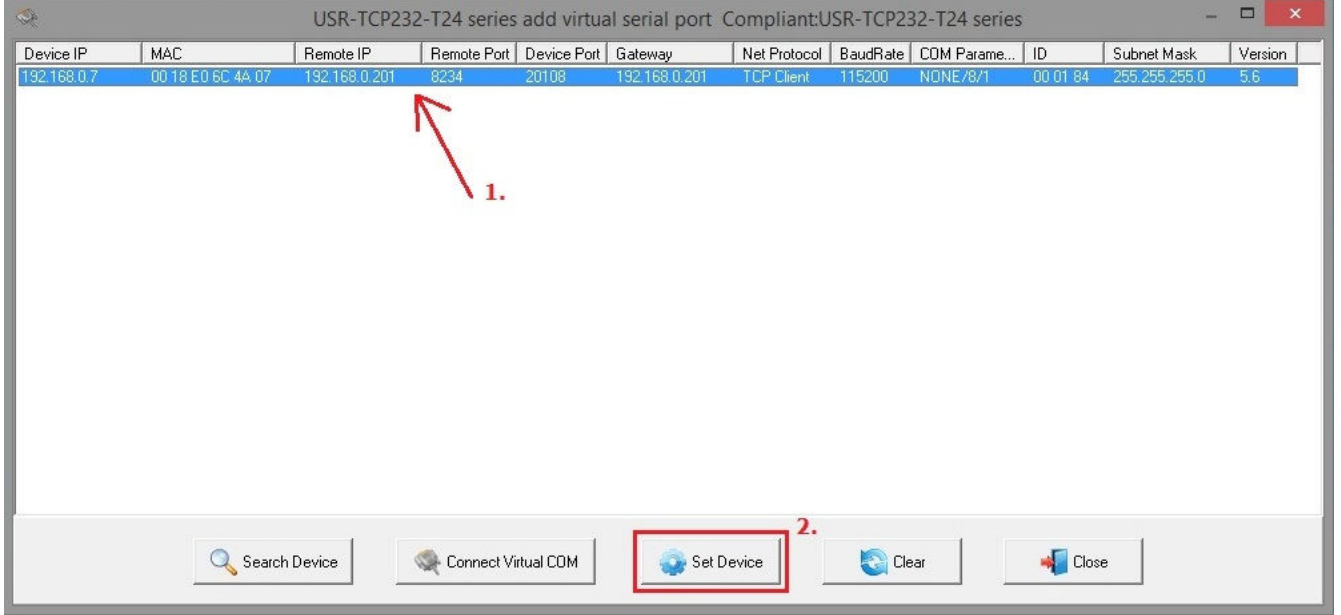 USR-TCP232-T24 series add virtual serial port Compliant:USR-TCP232-T24 series
Device IP MAC Remote IP Remote Port Device Port Gateway Net Protocol BaudRate COM Parame... ID Subnet Mask Version
192.168.0.7 00 18 E0 6C 4A 07 192.168.0.201 8234 20108 192.168.0.201 TCP Client 115200 NONE/8/1 00 01 84 255.255.255.0 5.6
1.
2.
Search Device Connect Virtual COM Set Device Clear Close